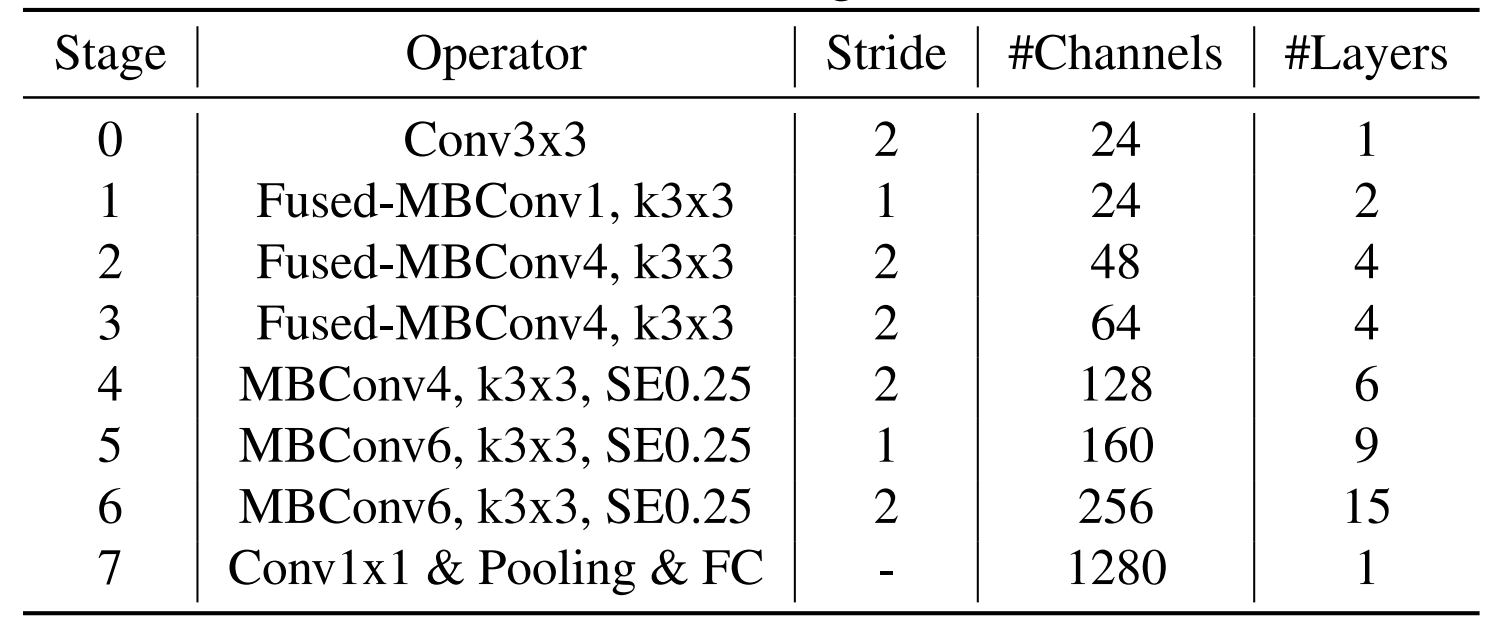 Stage Operator Stride #Channels #Layers
0 Conv3x3 2 24 1
1 Fused-MBConv1, k3x3 1 24 2
2 Fused-MBConv4, k3x3 2 48 4
3 Fused-MBConv4, k3x3 2 64 4
4 MBConv4, k3x3, SE0.25 2 128 6
5 MBConv6, k3x3, SE0.25 1 160 9
6 MBConv6, k3x3, SE0.25 2 256 15
7 Conv1x1 & Pooling & FC - 1280 1